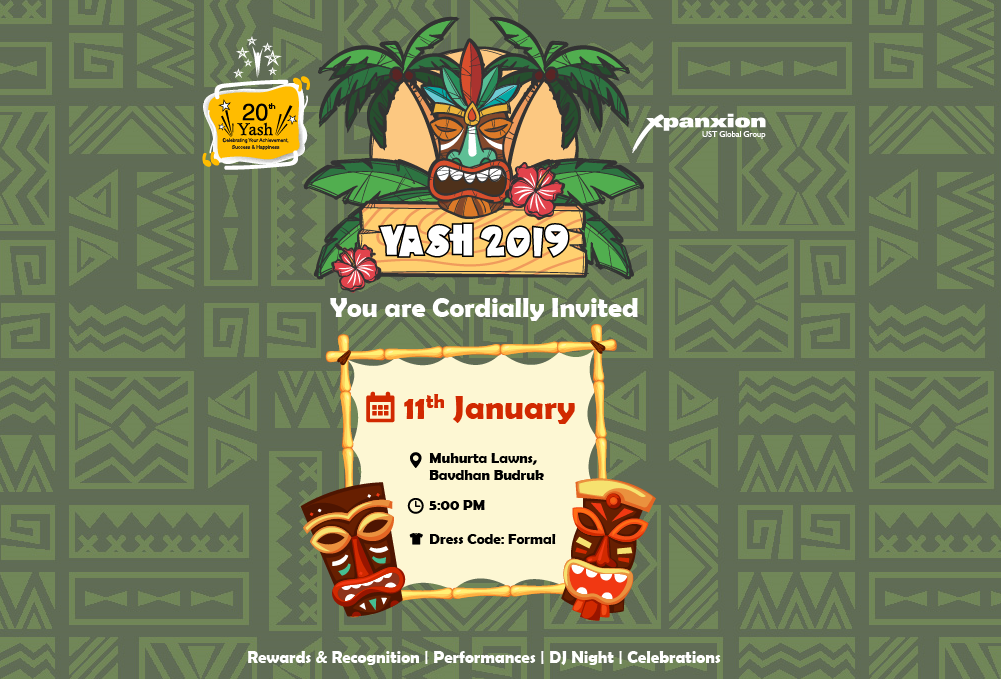 20th
Yash
Celebrating Your Achievement,
Success & Happiness
xpanxion
UST Global Group
YASH 2019
You are Cordially Invited
11th January
Muhurta Lawns,
Bavdhan Budruk
5:00 PM
Dress Code: Formal
Rewards & Recognition | Performances | DJ Night | Celebrations